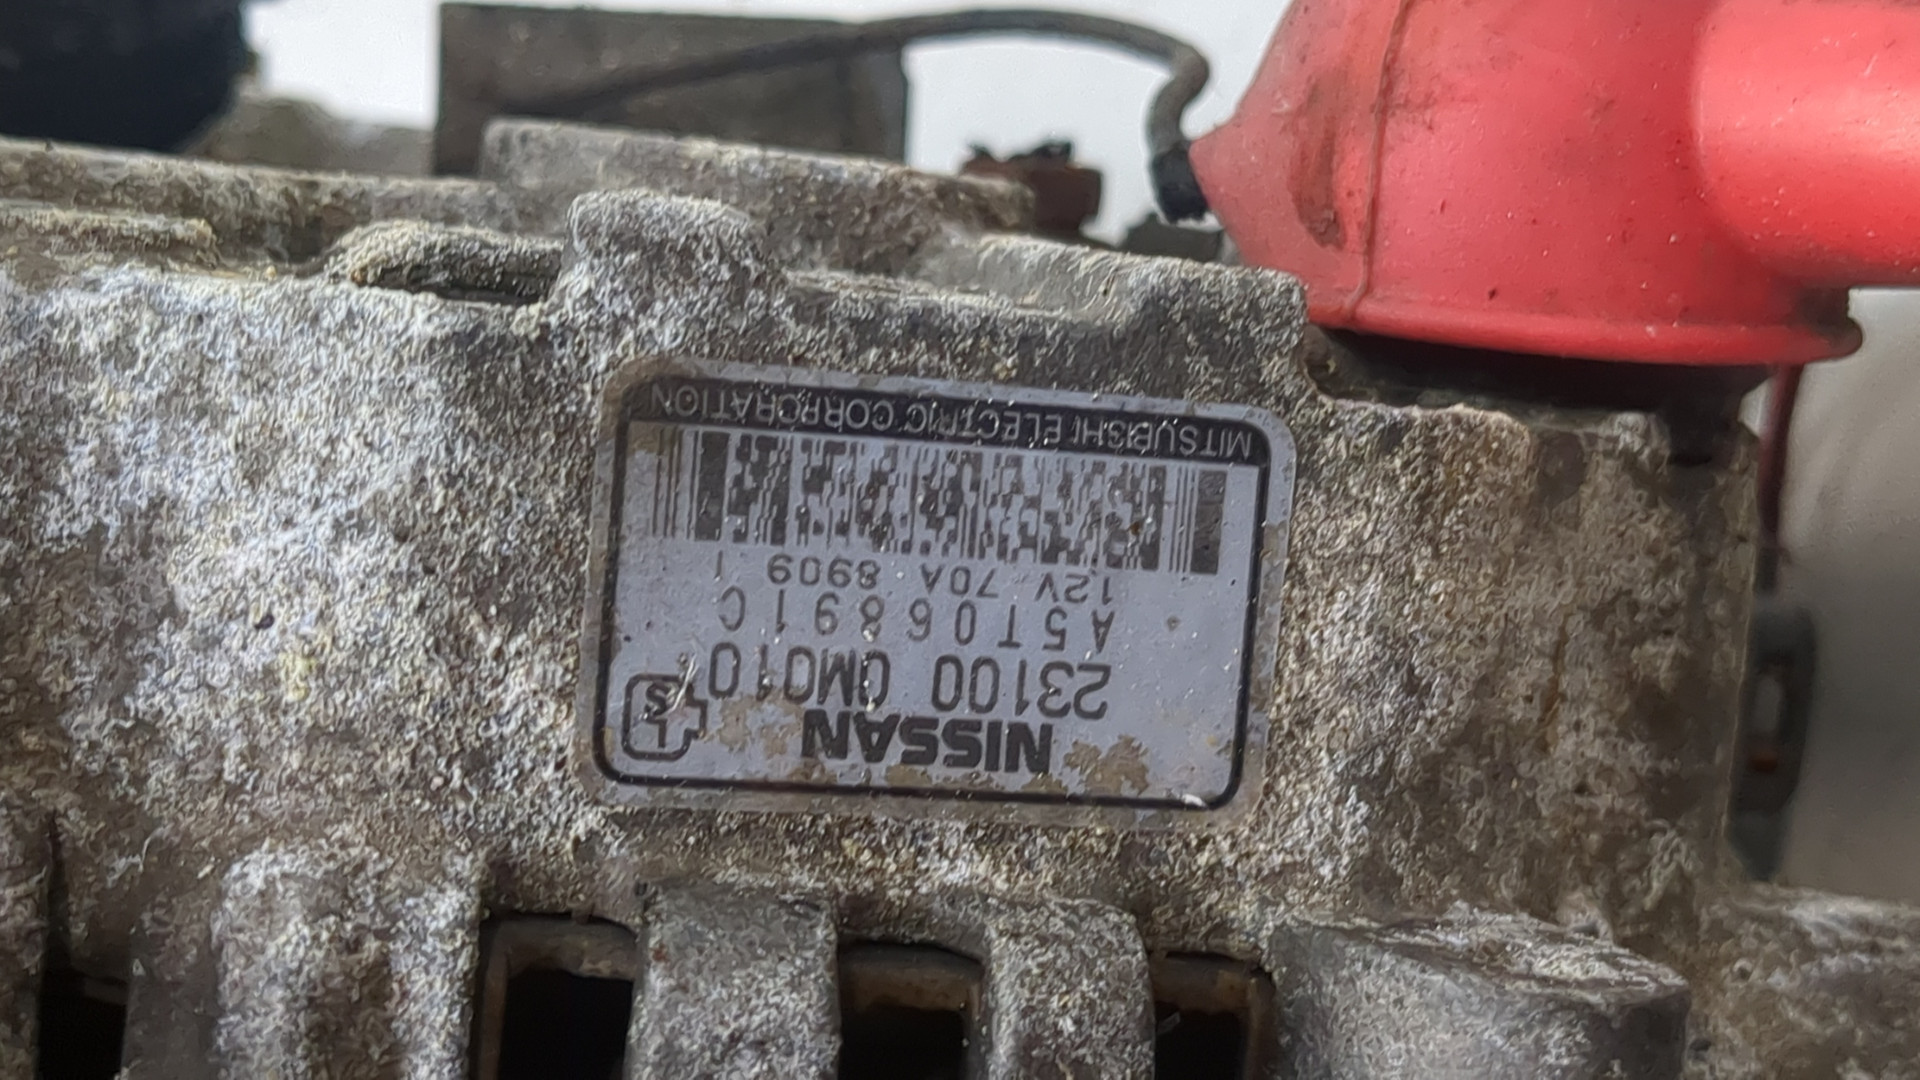 NISSAN
23100 0M010
L
S
A5T06891C
12V 70A 8909 1
MITSUBISHI ELECTRIC CORPORATION